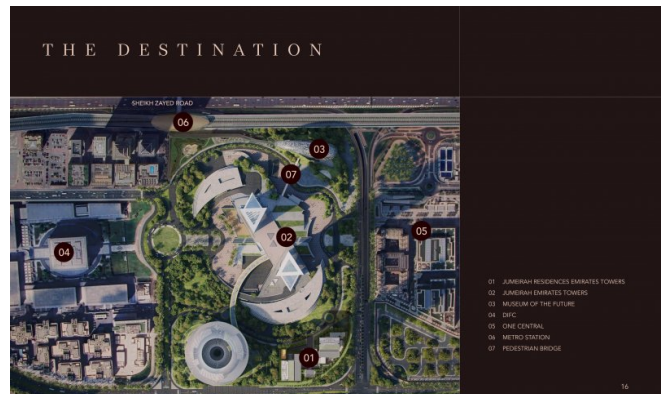 THE DESTINATION
SHEIKH ZAYED ROAD
06
03
07
02
05
04
01
01 JUMEIRAH RESIDENCES EMIRATES TOWERS
02 JUMEIRAH EMIRATES TOWERS
03 MUSEUM OF THE FUTURE
04 DIFC
05 ONE CENTRAL
06 METRO STATION
07 PEDESTRIAN BRIDGE
16